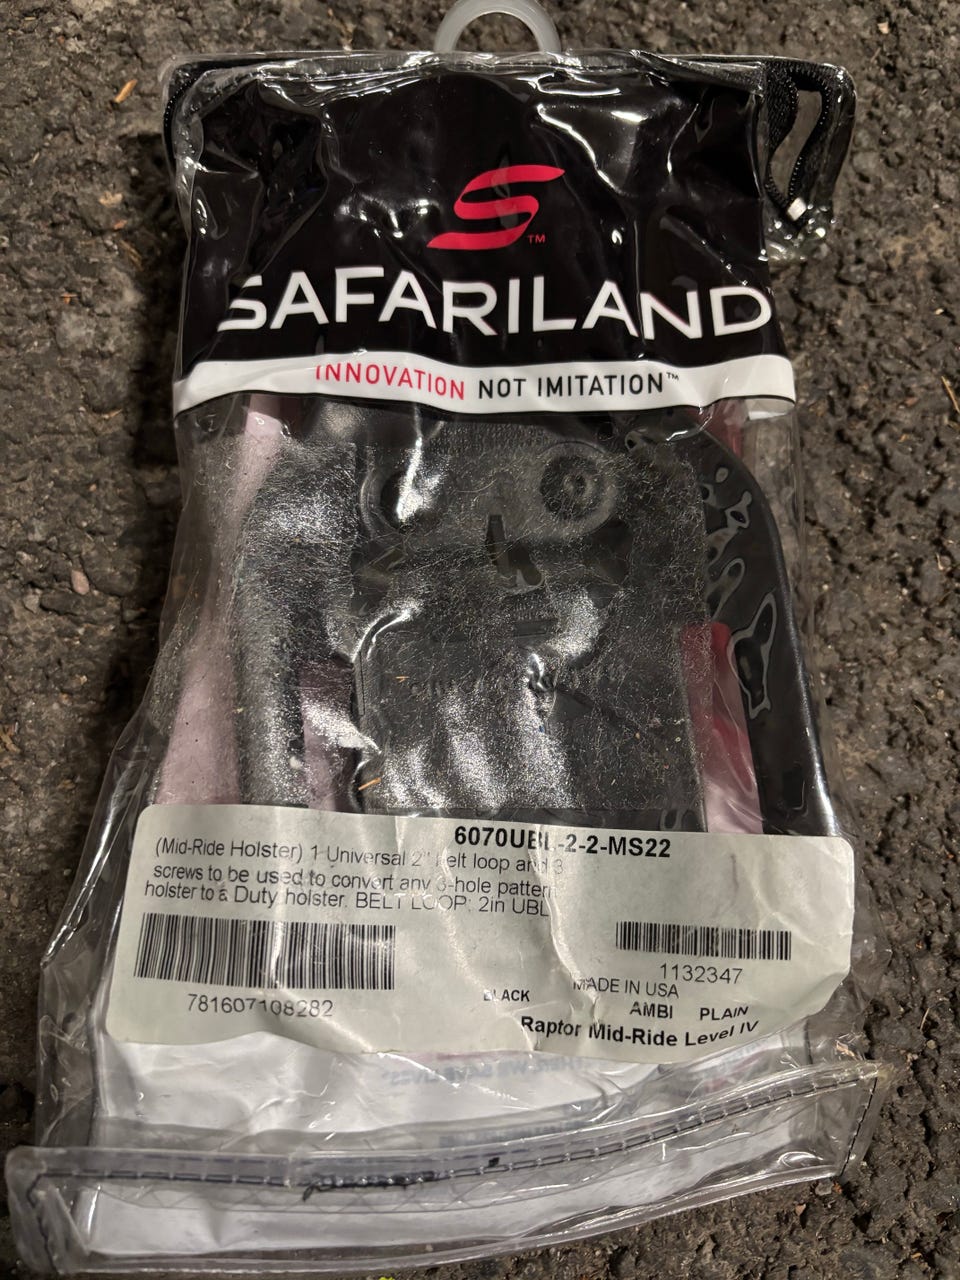 SAFARILAND
INNOVATION NOT IMITATION™
6070UBL-2-2-MS22
(Mid-Ride Holster) 1 Universal 2" belt loop and 3
screws to be used to convert any 3-hole pattern
holster to a Duty holster. BELT LOOP: 2in UBL
781607108282
1132347
MADE IN USA
BLACK
AMBI PLAIN
Raptor Mid-Ride Level IV